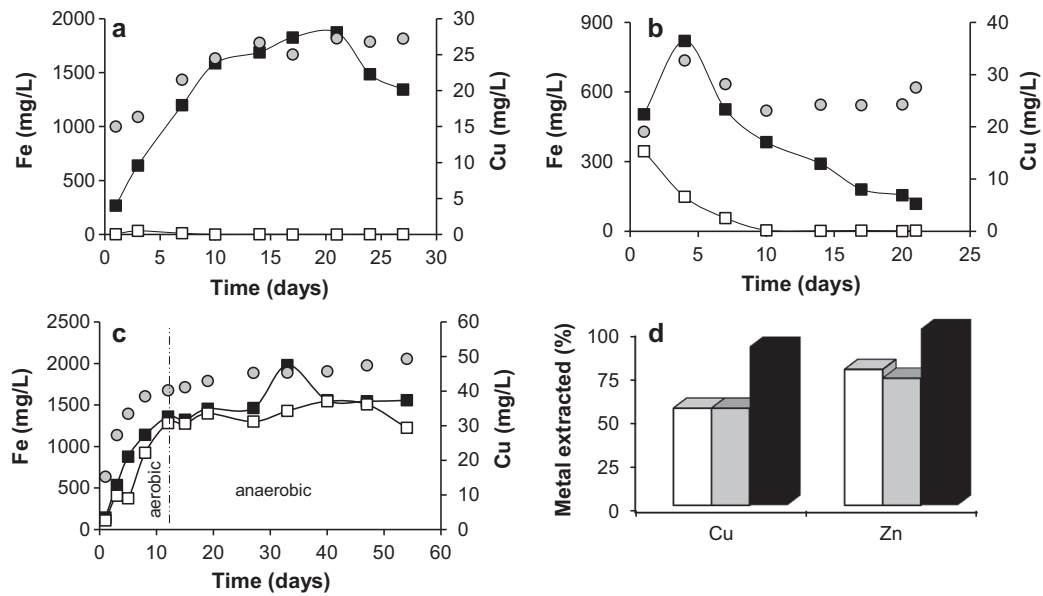 a
2000
1500
1000
500
0
Fe (mg/L)
30
25
20
15
10
5
0
Cu (mg/L)
0 5 10 15 20 25 30
Time (days)
b
900
600
300
0
Fe (mg/L)
40
30
20
10
0
Cu (mg/L)
0 5 10 15 20 25
Time (days)
c
2500
2000
1500
1000
500
0
Fe (mg/L)
60
50
40
30
20
10
0
Cu (mg/L)
aerobic
anaerobic
0 10 20 30 40 50 60
Time (days)
d
100
75
50
25
0
Metal extracted (%)
Cu Zn